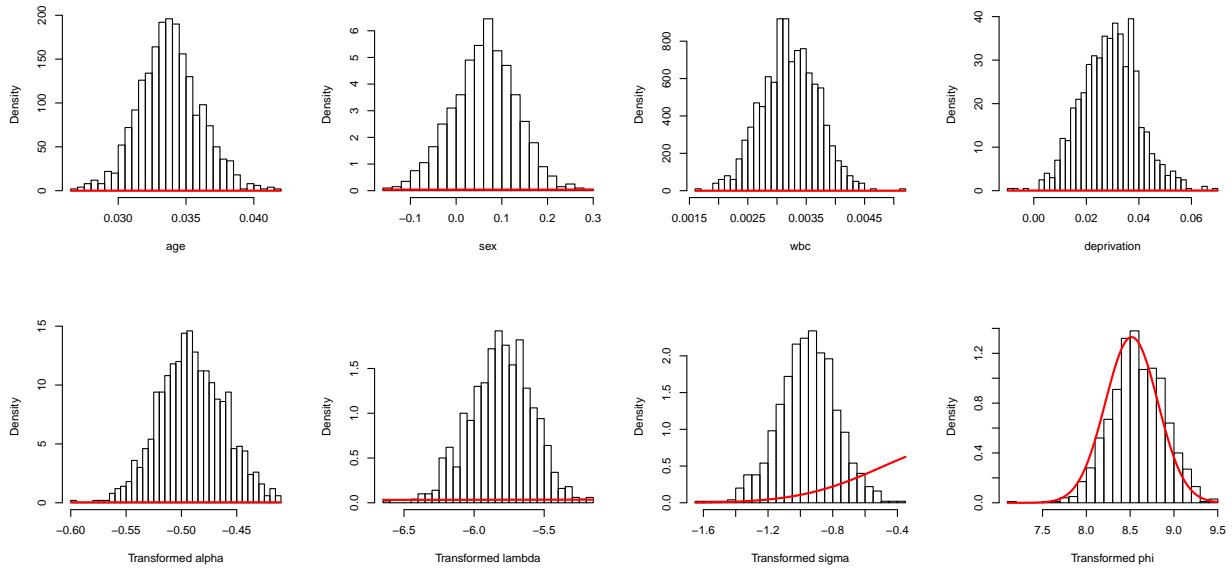 Density
0 50 100 150 200
0.030 0.035 0.040
age
Density
0 1 2 3 4 5 6
−0.1 0.0 0.1 0.2 0.3
sex
Density
0 200 400 600 800
0.0015 0.0025 0.0035 0.0045
wbc
Density
0 10 20 30 40
0.00 0.02 0.04 0.06
deprivation
Density
0 5 10 15
−0.60 −0.55 −0.50 −0.45
Transformed alpha
Density
0.0 0.5 1.0 1.5
−6.5 −6.0 −5.5
Transformed lambda
Density
0.0 0.5 1.0 1.5 2.0
−1.6 −1.2 −0.8 −0.4
Transformed sigma
Density
0.0 0.4 0.8 1.2
7.5 8.0 8.5 9.0 9.5
Transformed phi